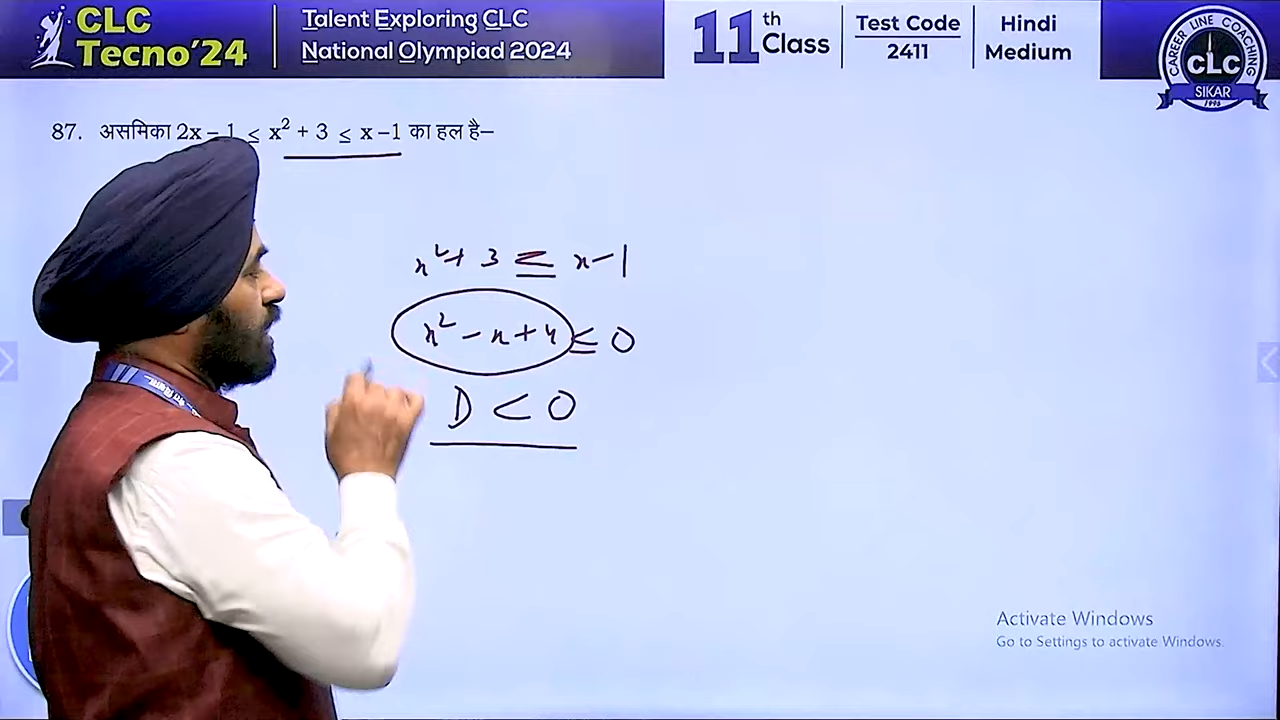 CLC
Tecno'24
Talent Exploring CLC
National Olympiad 2024
11th Class
Test Code
2411
Hindi
Medium
CAREER LINE COACHING
CLC
SIKAR
1996
87. असमिका 2x – 1 ≤ x² + 3 ≤ x – 1 का हल है–
x² + 3 ≤ x – 1
x² – x + 4 ≤ 0
D < 0
Activate Windows
Go to Settings to activate Windows.